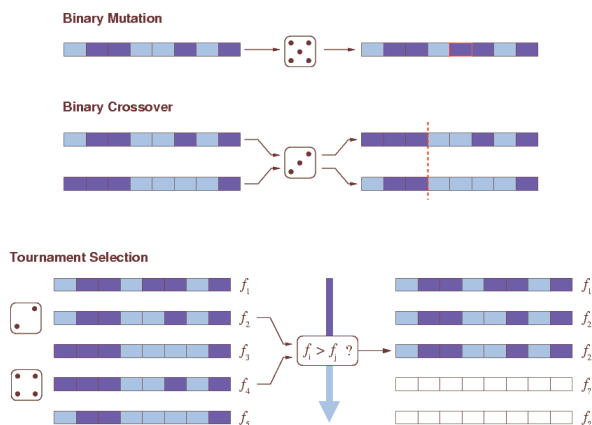 Binary Mutation
Binary Crossover
Tournament Selection
f1 f1
f2 f2
fi > fj ?
f3 f2
f4 f?
f5 f?